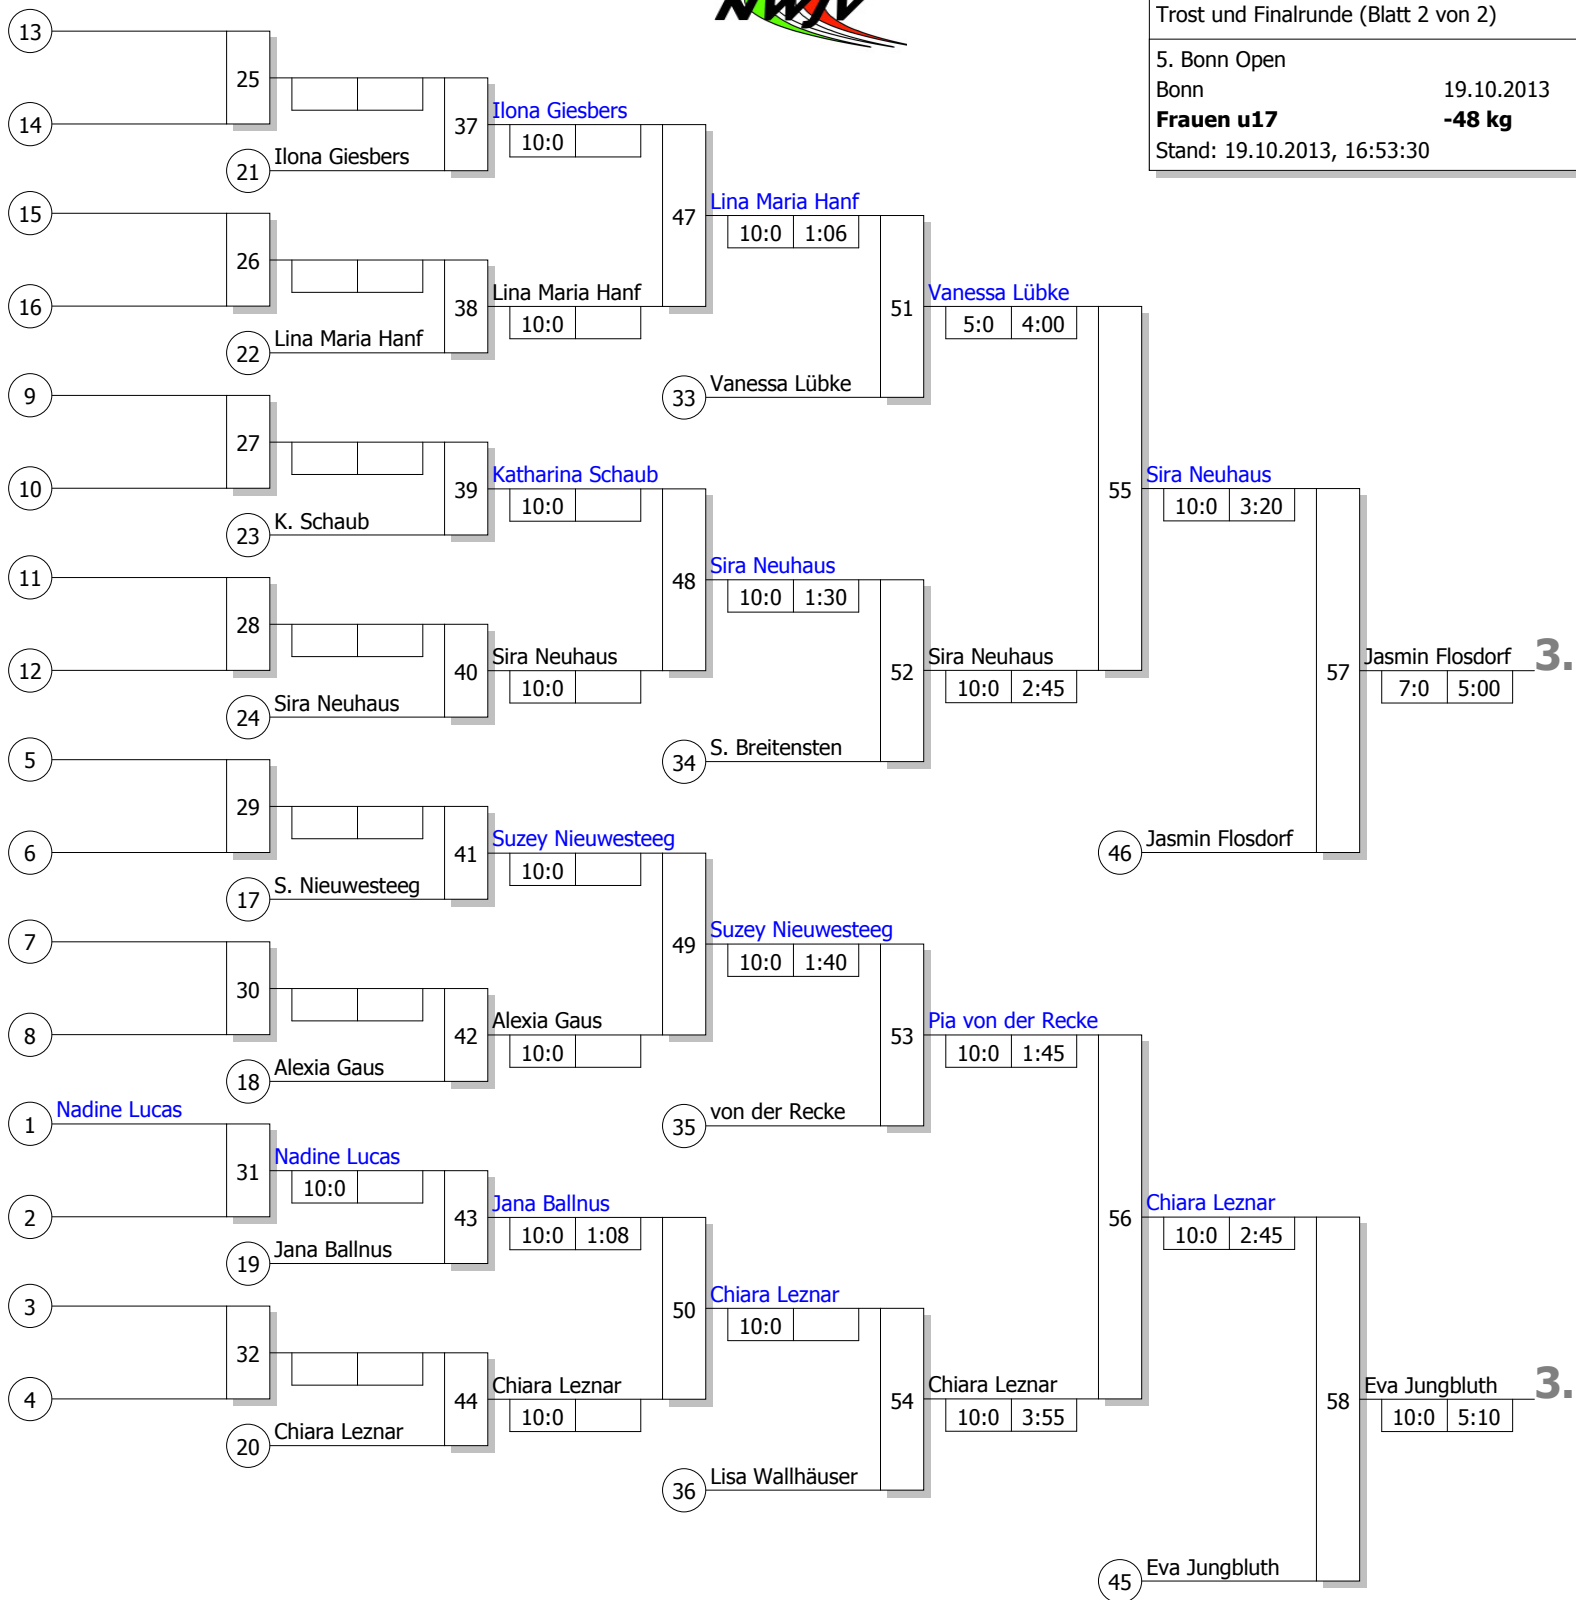 NWJV
Trost und Finalrunde (Blatt 2 von 2)
5. Bonn Open
Bonn 19.10.2013
Frauen u17 -48 kg
Stand: 19.10.2013, 16:53:30
13
25
14
37
Ilona Giesbers
10:0
21 Ilona Giesbers
15
47
Lina Maria Hanf
10:0 1:06
26
16
38
Lina Maria Hanf
10:0
22 Lina Maria Hanf
51
Vanessa Lübke
5:0 4:00
33 Vanessa Lübke
9
27
10
39
Katharina Schaub
10:0
23 K. Schaub
55
Sira Neuhaus
10:0 3:20
11
48
Sira Neuhaus
10:0 1:30
28
12
40
Sira Neuhaus
10:0
24 Sira Neuhaus
52
Sira Neuhaus
10:0 2:45
34 S. Breitensten
57
Jasmin Flosdorf 3.
7:0 5:00
46 Jasmin Flosdorf
5
29
6
41
Suzey Nieuwesteeg
10:0
17 S. Nieuwesteeg
7
49
Suzey Nieuwesteeg
10:0 1:40
30
8
42
Alexia Gaus
10:0
18 Alexia Gaus
53
Pia von der Recke
10:0 1:45
35 von der Recke
1 Nadine Lucas
31
Nadine Lucas
10:0
2
43
Jana Ballnus
10:0 1:08
19 Jana Ballnus
56
Chiara Leznar
10:0 2:45
3
50
Chiara Leznar
10:0
32
4
44
Chiara Leznar
10:0
20 Chiara Leznar
54
Chiara Leznar
10:0 3:55
36 Lisa Wallhäuser
58
Eva Jungbluth 3.
10:0 5:10
45 Eva Jungbluth